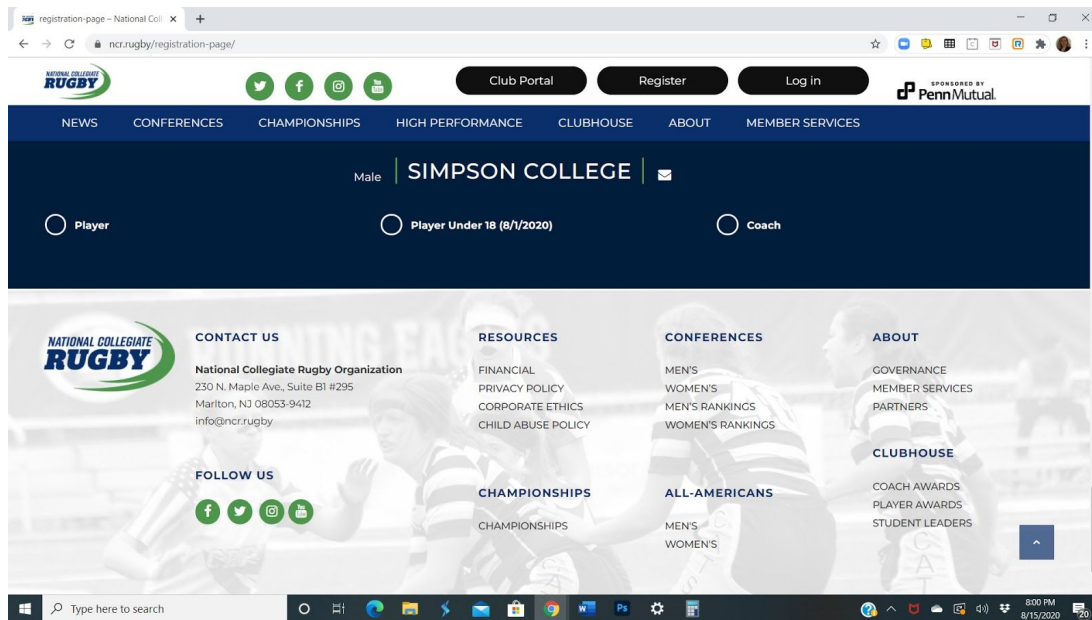 registration-page – National Coll
ncr.rugby/registration-page/
NATIONAL COLLEGIATE
RUGBY
Club Portal
Register
Log in
SPONSORED BY
PennMutual.
NEWS CONFERENCES CHAMPIONSHIPS HIGH PERFORMANCE CLUBHOUSE ABOUT MEMBER SERVICES
Male SIMPSON COLLEGE
Player
Player Under 18 (8/1/2020)
Coach
NATIONAL COLLEGIATE
RUGBY
CONTACT US
National Collegiate Rugby Organization
230 N. Maple Ave., Suite B1 #295
Marlton, NJ 08053-9412
info@ncr.rugby
FOLLOW US
RESOURCES
FINANCIAL
PRIVACY POLICY
CORPORATE ETHICS
CHILD ABUSE POLICY
CHAMPIONSHIPS
CHAMPIONSHIPS
CONFERENCES
MEN'S
WOMEN'S
MEN'S RANKINGS
WOMEN'S RANKINGS
ALL-AMERICANS
MEN'S
WOMEN'S
ABOUT
GOVERNANCE
MEMBER SERVICES
PARTNERS
CLUBHOUSE
COACH AWARDS
PLAYER AWARDS
STUDENT LEADERS
Type here to search
8:00 PM
8/15/2020
20